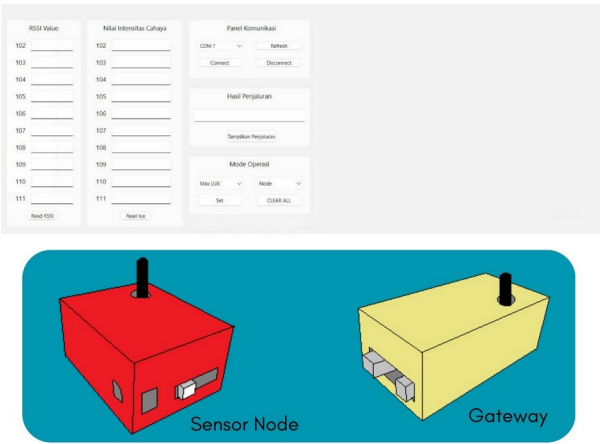 RSSI Value
102
103
104
105
106
107
108
109
110
111
Read RSSI
Nilai Intensitas Cahaya
102
103
104
105
106
107
108
109
110
111
Read lux
Panel Komunikasi
COM 7 Refresh
Connect Disconnect
Hasil Penjaluran
Tampilkan Penjaluran
Mode Operasi
Max LUX Node
Set CLEAR ALL
Sensor Node
Gateway